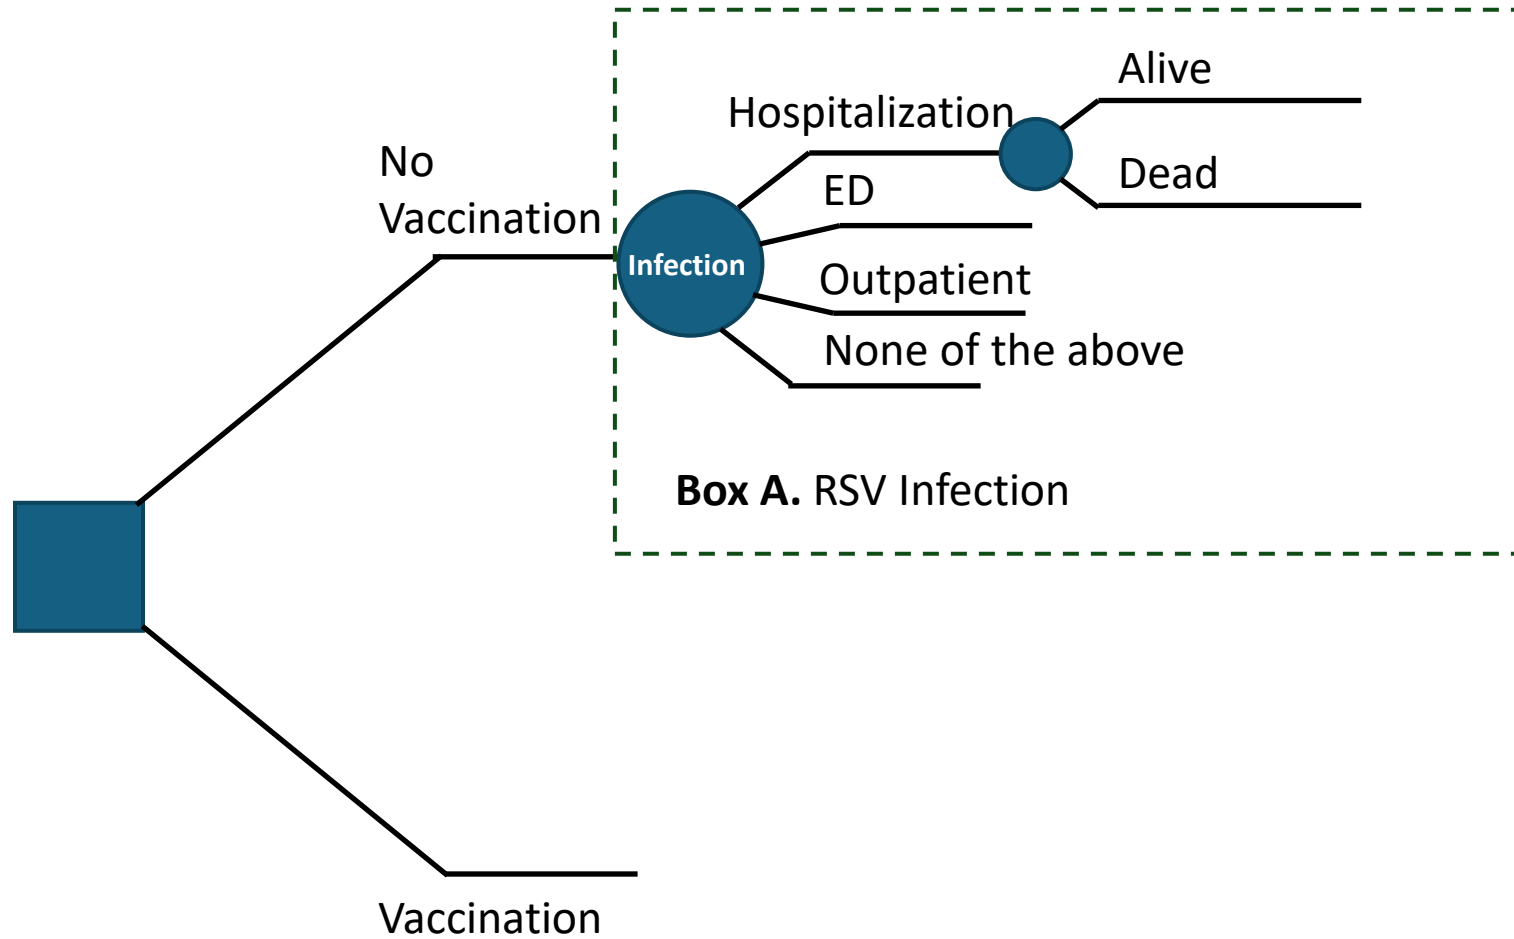 Alive
Hospitalization
No
Vaccination
ED
Dead
Infection
Outpatient
None of the above
Box A. RSV Infection
Vaccination